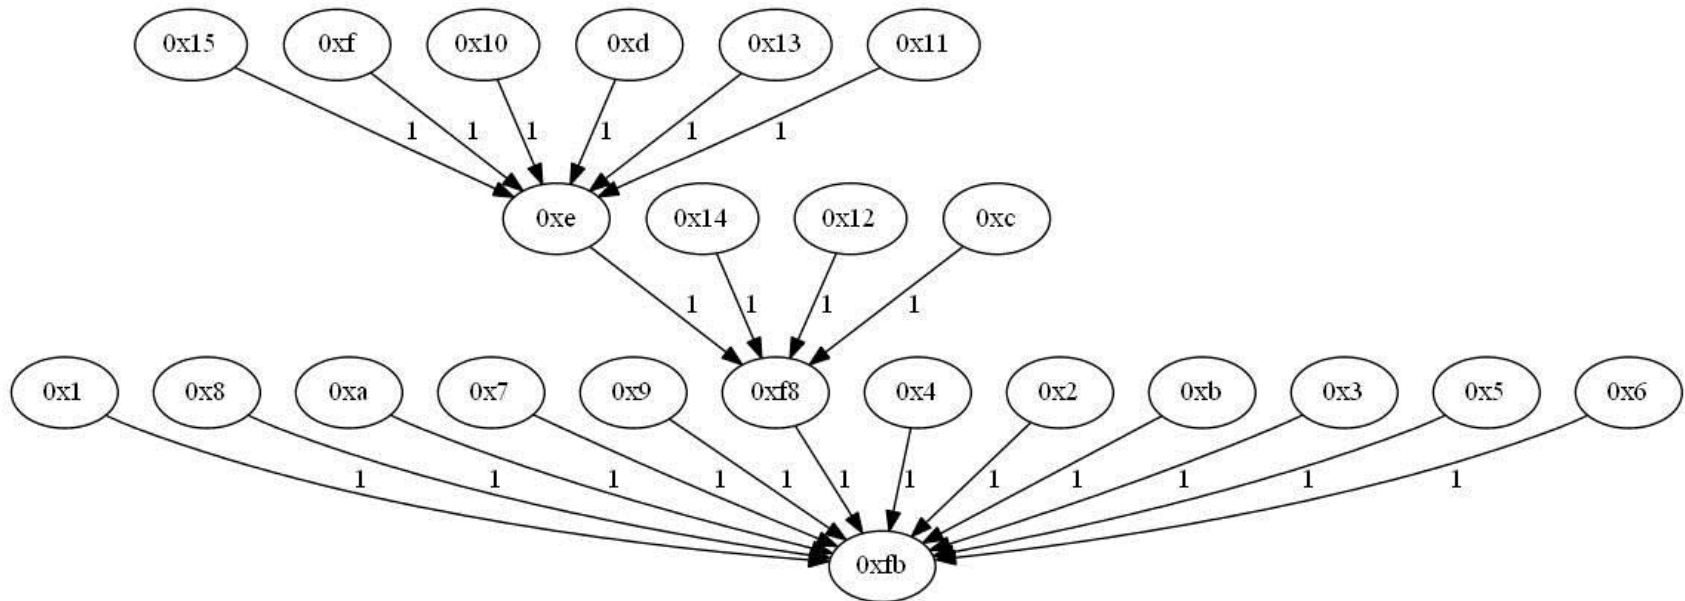 0x15 0xf 0x10 0xd 0x13 0x11
1 1 1 1 1 1
0xe 0x14 0x12 0xc
1 1 1 1
0x1 0x8 0xa 0x7 0x9 0xf8 0x4 0x2 0xb 0x3 0x5 0x6
1 1 1 1 1 1 1 1 1 1 1 1
0xfb